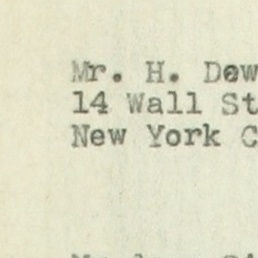 Mr. H. Dew
14 Wall St
New York C